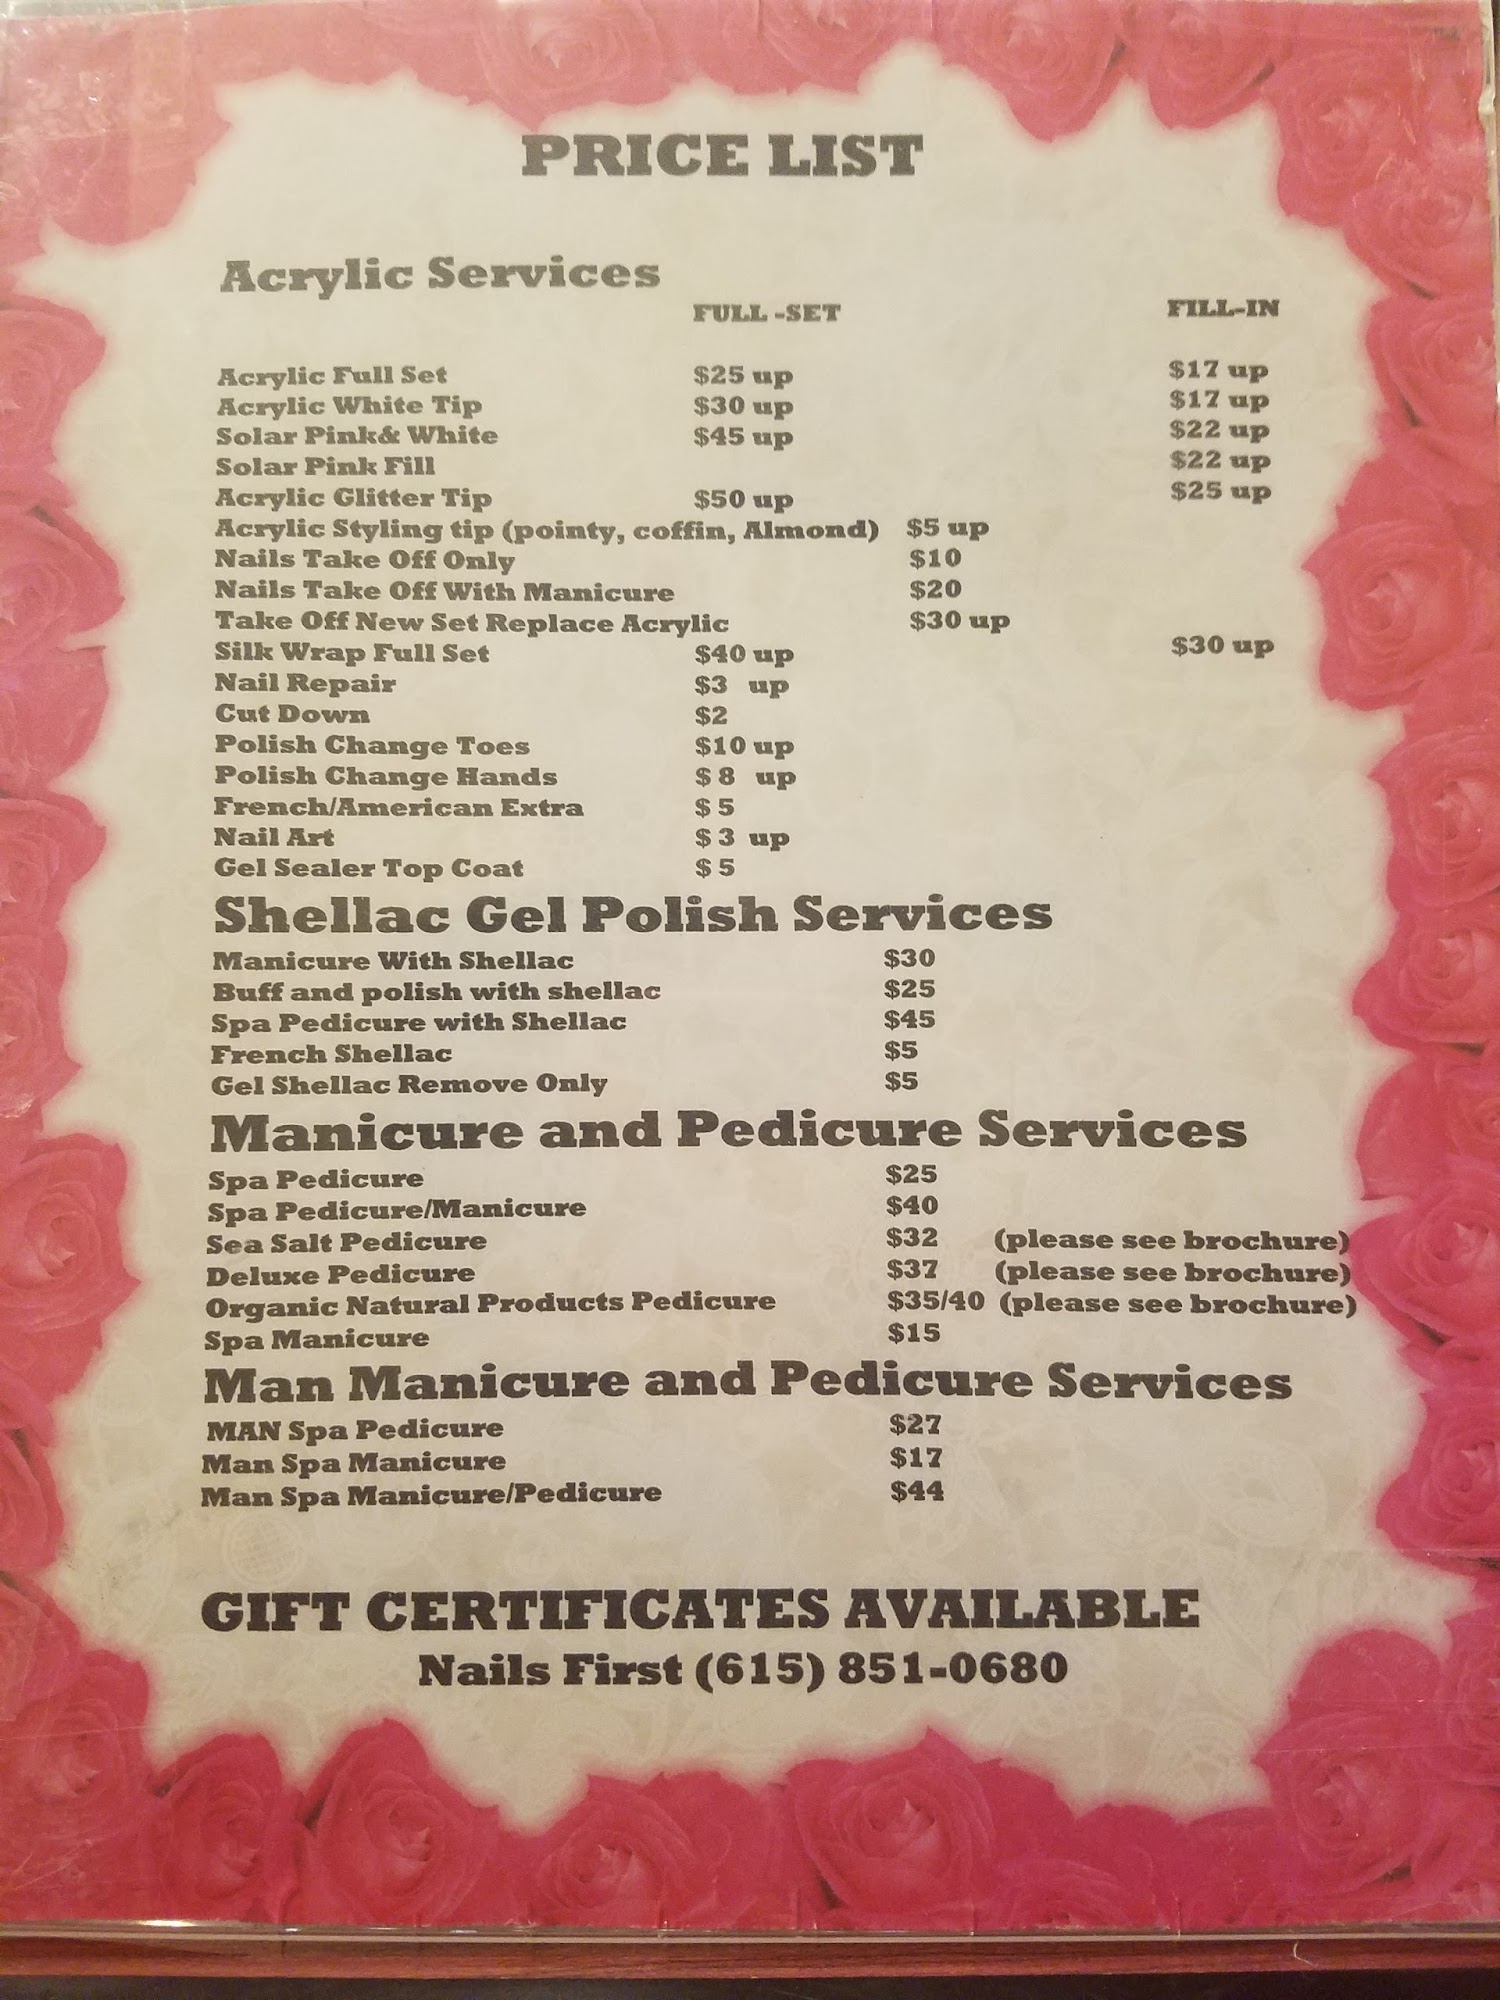 PRICE LIST
Acrylic Services
FULL -SET FILL-IN
Acrylic Full Set $25 up $17 up
Acrylic White Tip $30 up $17 up
Solar Pink& White $45 up $22 up
Solar Pink Fill $22 up
Acrylic Glitter Tip $50 up $25 up
Acrylic Styling tip (pointy, coffin, Almond) $5 up
Nails Take Off Only $10
Nails Take Off With Manicure $20
Take Off New Set Replace Acrylic $30 up
Silk Wrap Full Set $40 up $30 up
Nail Repair $3 up
Cut Down $2
Polish Change Toes $10 up
Polish Change Hands $ 8 up
French/American Extra $ 5
Nail Art $ 3 up
Gel Sealer Top Coat $ 5
Shellac Gel Polish Services
Manicure With Shellac $30
Buff and polish with shellac $25
Spa Pedicure with Shellac $45
French Shellac $5
Gel Shellac Remove Only $5
Manicure and Pedicure Services
Spa Pedicure $25
Spa Pedicure/Manicure $40
Sea Salt Pedicure $32 (please see brochure)
Deluxe Pedicure $37 (please see brochure)
Organic Natural Products Pedicure $35/40 (please see brochure)
Spa Manicure $15
Man Manicure and Pedicure Services
MAN Spa Pedicure $27
Man Spa Manicure $17
Man Spa Manicure/Pedicure $44
GIFT CERTIFICATES AVAILABLE
Nails First (615) 851-0680